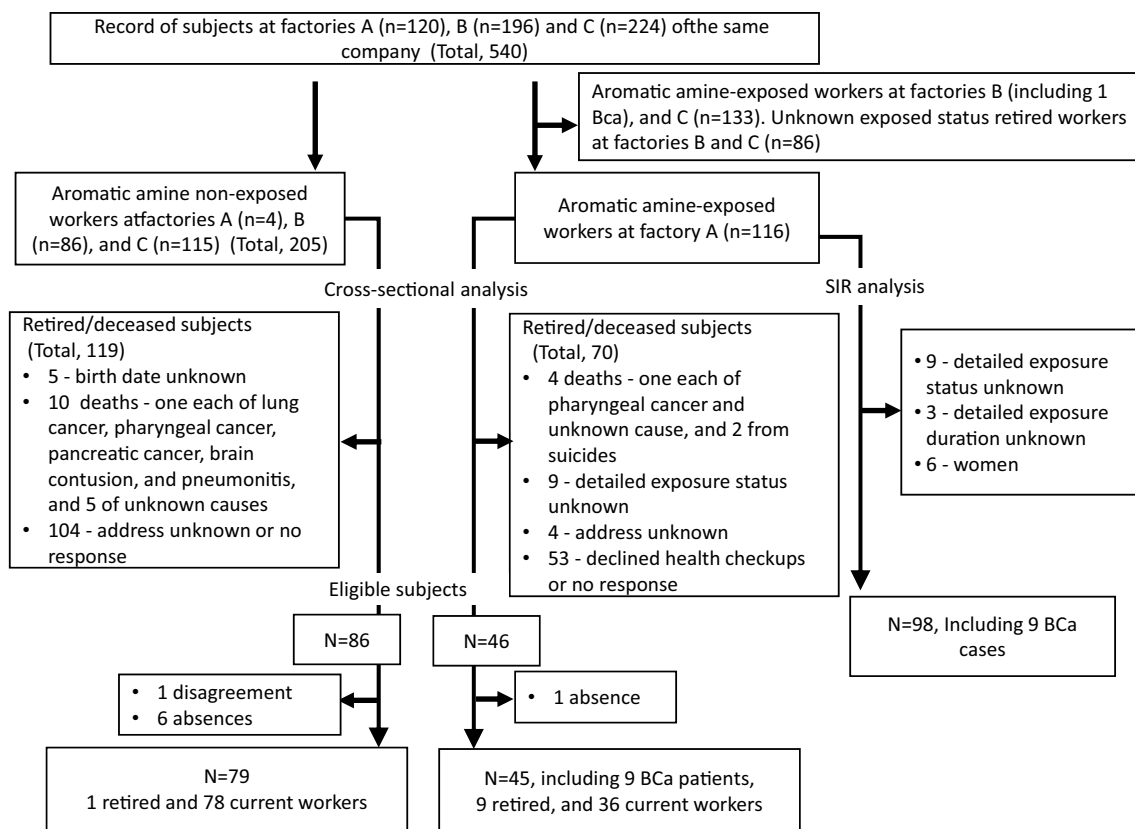 Record of subjects at factories A (n=120), B (n=196) and C (n=224) ofthe same
company  (Total, 540)
Aromatic amine-exposed workers at factories B (including 1
Bca), and C (n=133). Unknown exposed status retired workers
at factories B and C (n=86)
Aromatic amine non-exposed
workers atfactories A (n=4), B
(n=86), and C (n=115)  (Total, 205)
Aromatic amine-exposed
workers at factory A (n=116)
Cross-sectional analysis
SIR analysis
Retired/deceased subjects
(Total, 119)
• 5 - birth date unknown
• 10  deaths - one each of lung
cancer, pharyngeal cancer,
pancreatic cancer, brain
contusion, and pneumonitis,
and 5 of unknown causes
• 104 - address unknown or no
response
Retired/deceased subjects
(Total, 70)
• 4 deaths - one each of
pharyngeal cancer and
unknown cause, and 2 from
suicides
• 9 - detailed exposure status
unknown
• 4 - address unknown
• 53 - declined health checkups
or no response
• 9 - detailed exposure
status unknown
• 3 - detailed exposure
duration unknown
• 6 - women
Eligible subjects
N=86
N=46
N=98, Including 9 BCa
cases
• 1 disagreement
• 6 absences
• 1 absence
N=79
1 retired and 78 current workers
N=45, including 9 BCa patients,
9 retired, and 36 current workers